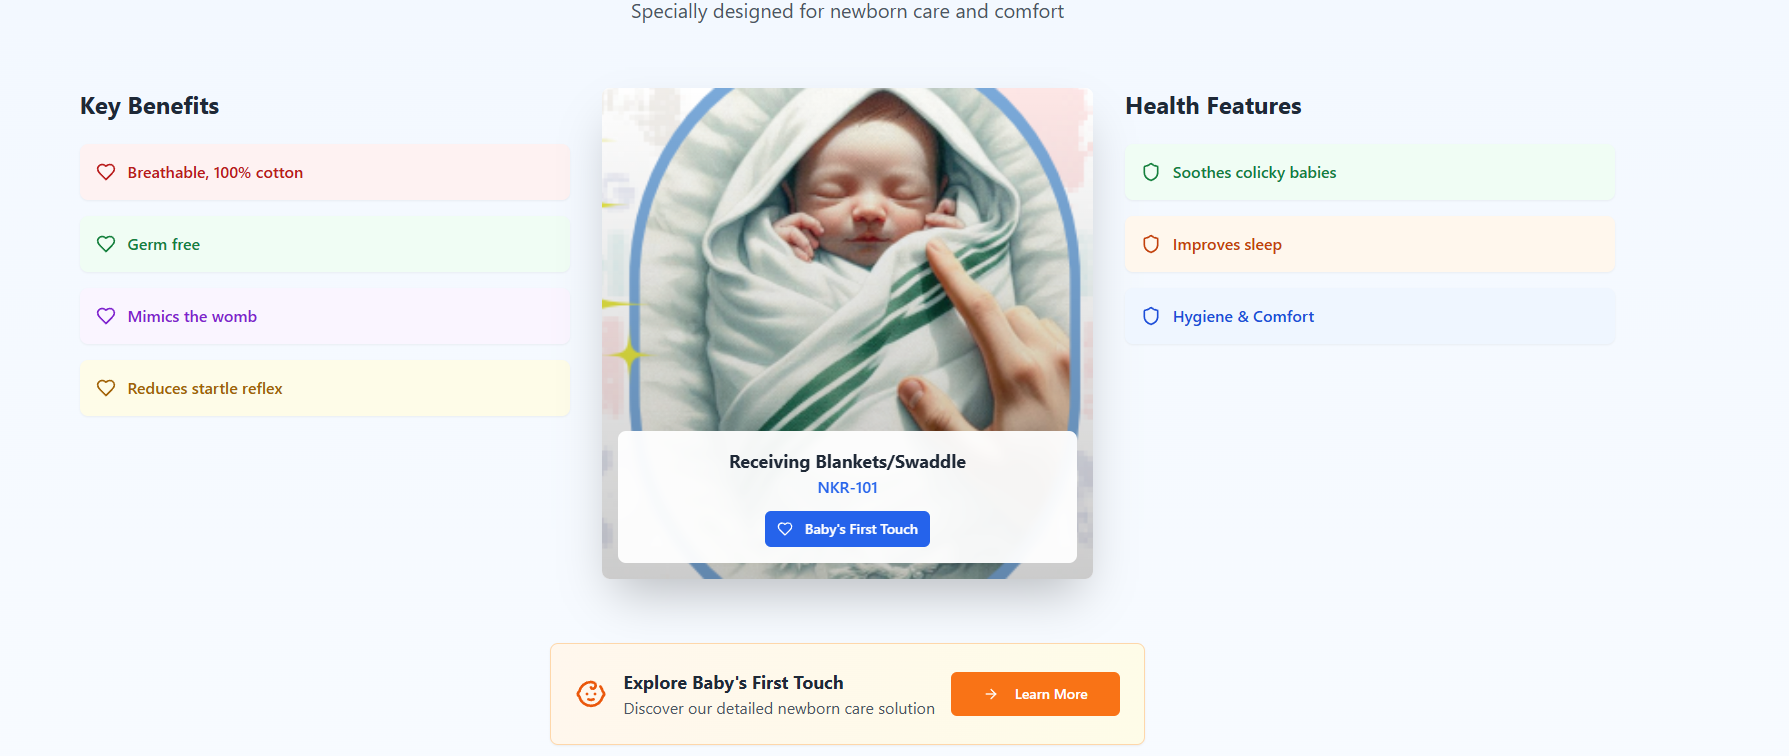 Specially designed for newborn care and comfort
Key Benefits
Breathable, 100% cotton
Germ free
Mimics the womb
Reduces startle reflex
Receiving Blankets/Swaddle
NKR-101
Baby's First Touch
Health Features
Soothes colicky babies
Improves sleep
Hygiene & Comfort
Explore Baby's First Touch
Discover our detailed newborn care solution
Learn More